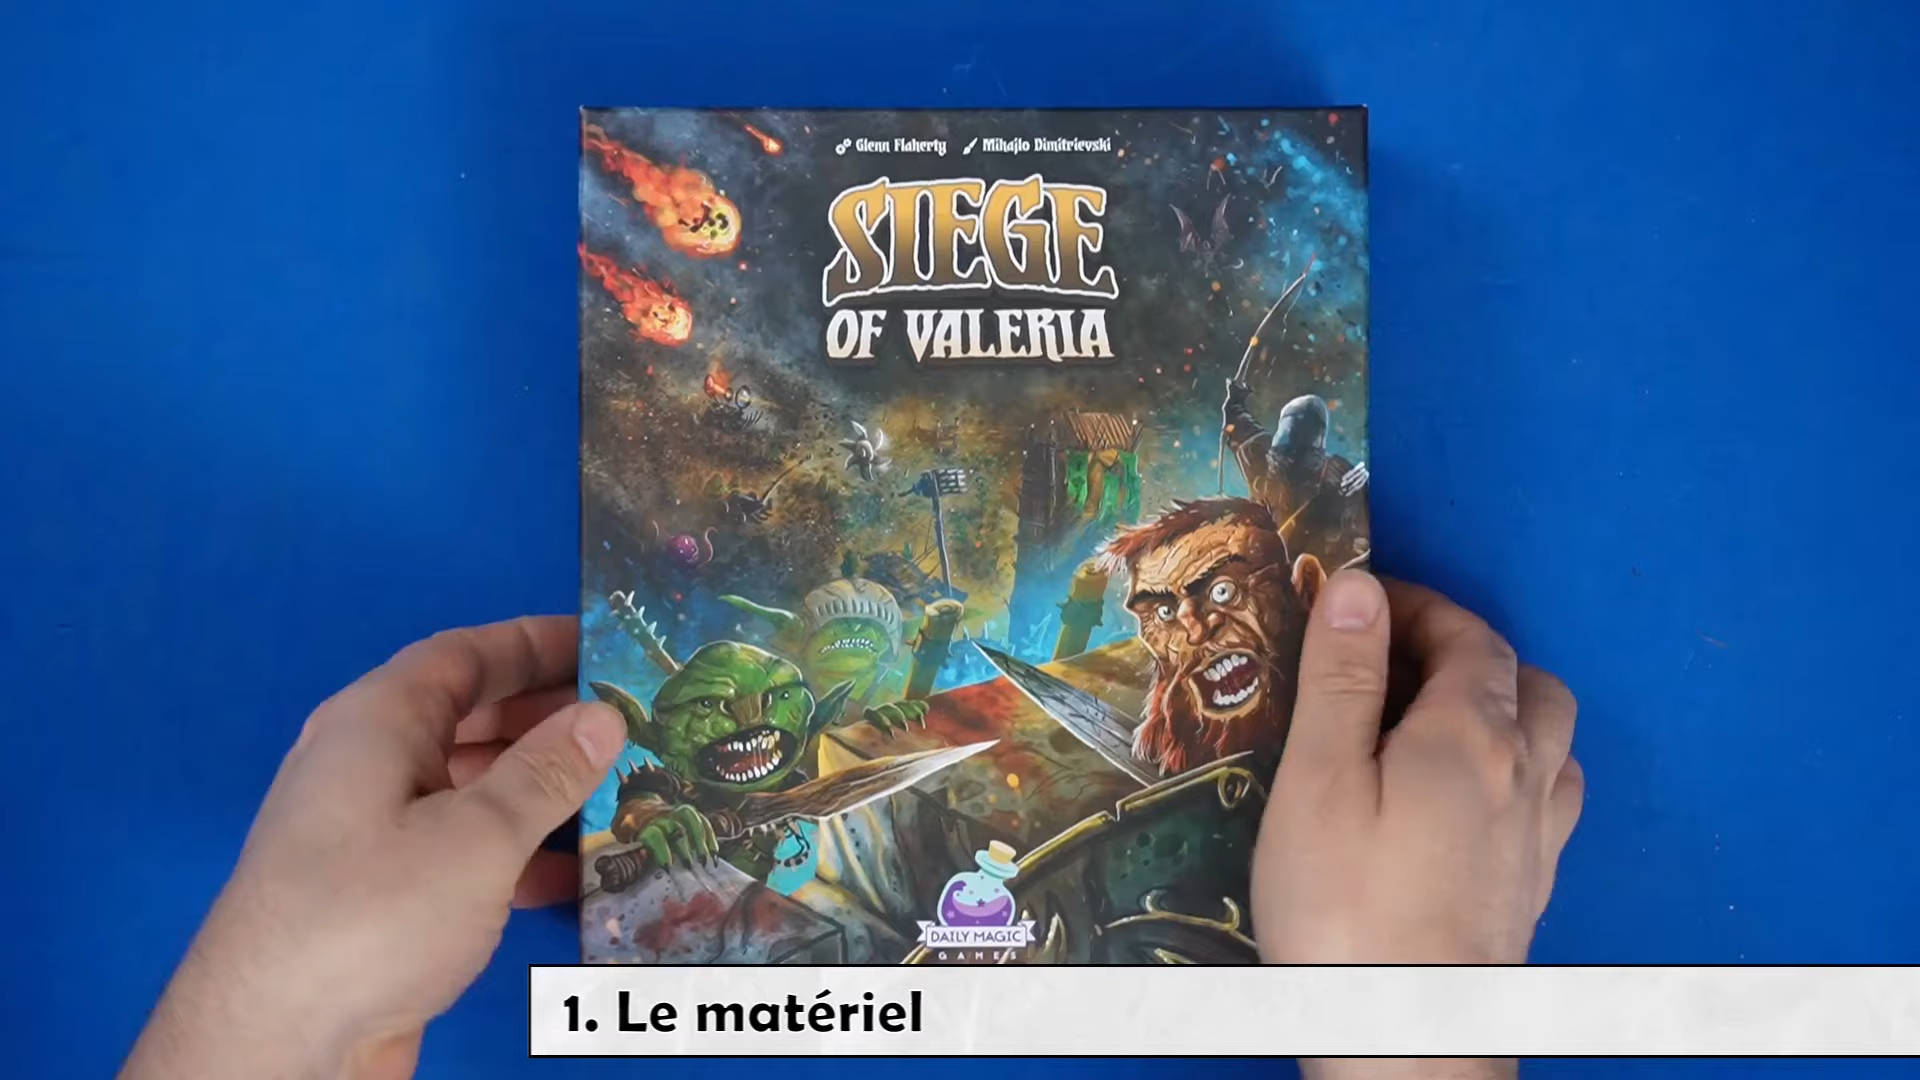 Glenn Flaherty Mihajlo Dimitrievski
SIEGE
OF VALERIA
DAILY MAGIC
GAMES
1. Le matériel